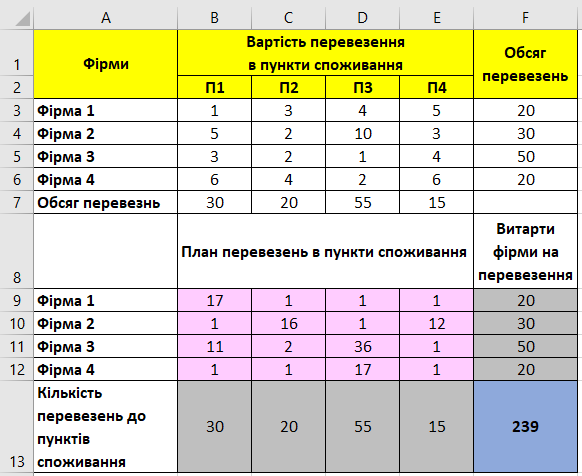 A B C D E F
1 Фірми Вартість перевезення
в пункти споживання Обсяг
перевезень
2 П1 П2 П3 П4
3 Фірма 1 1 3 4 5 20
4 Фірма 2 5 2 10 3 30
5 Фірма 3 3 2 1 4 50
6 Фірма 4 6 4 2 6 20
7 Обсяг перевезнь 30 20 55 15
8 План перевезень в пункти споживання Витарти
фірми на
перевезення
9 Фірма 1 17 1 1 1 20
10 Фірма 2 1 16 1 12 30
11 Фірма 3 11 2 36 1 50
12 Фірма 4 1 1 17 1 20
13 Кількість
перевезень до
пунктів
споживання 30 20 55 15 239